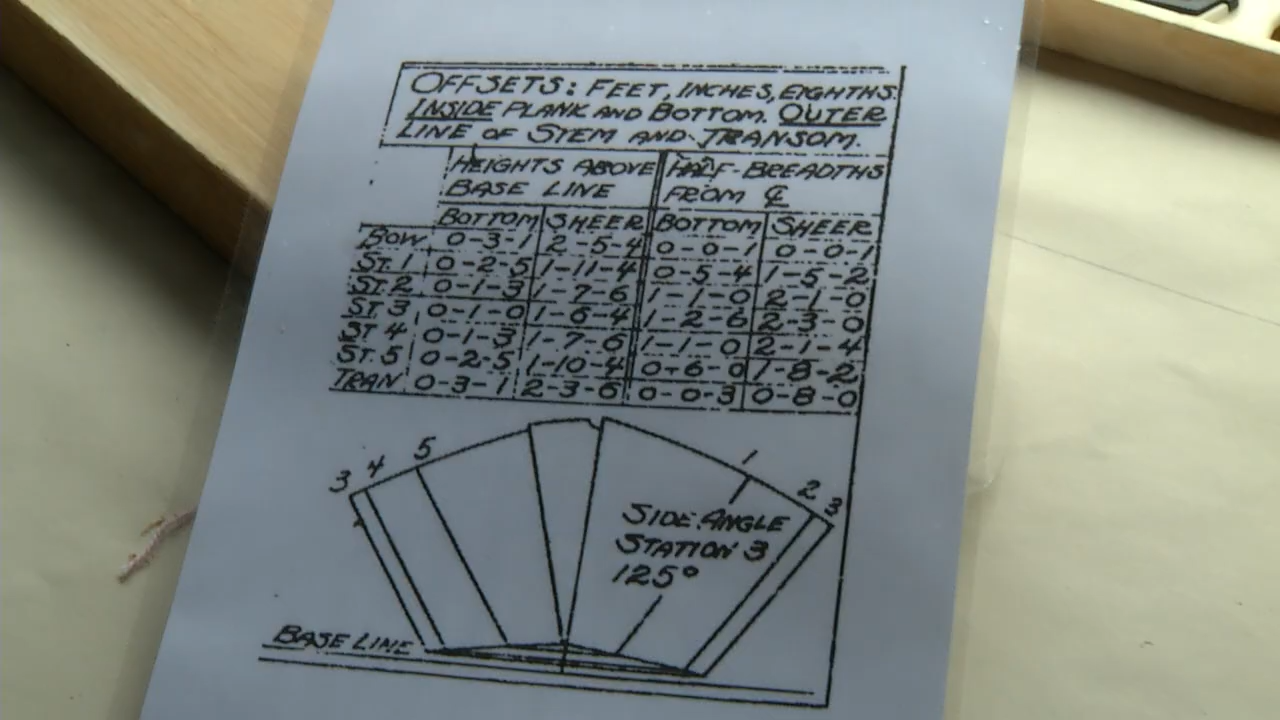 OFFSETS: FEET, INCHES, EIGHTHS.
INSIDE PLANK AND BOTTOM. OUTER
LINE OF STEM AND TRANSOM.
HEIGHTS ABOVE BASE LINE HALF-BREADTHS FROM ℄
BOTTOM SHEER BOTTOM SHEER
BOW 0-3-1 2-5-4 0-0-1 0-0-1
ST. 1 0-2-5 1-11-4 0-5-4 1-5-2
ST. 2 0-1-3 1-7-6 1-1-0 2-1-0
ST 3 0-1-0 1-6-4 1-2-6 2-3-0
ST 4 0-1-3 1-7-6 1-1-0 2-1-4
ST. 5 0-2-5 1-10-4 0-6-0 1-8-2
TRAN 0-3-1 2-3-6 0-0-3 0-8-0
3 4 5 1 2 3
SIDE ANGLE
STATION 3
125°
BASE LINE